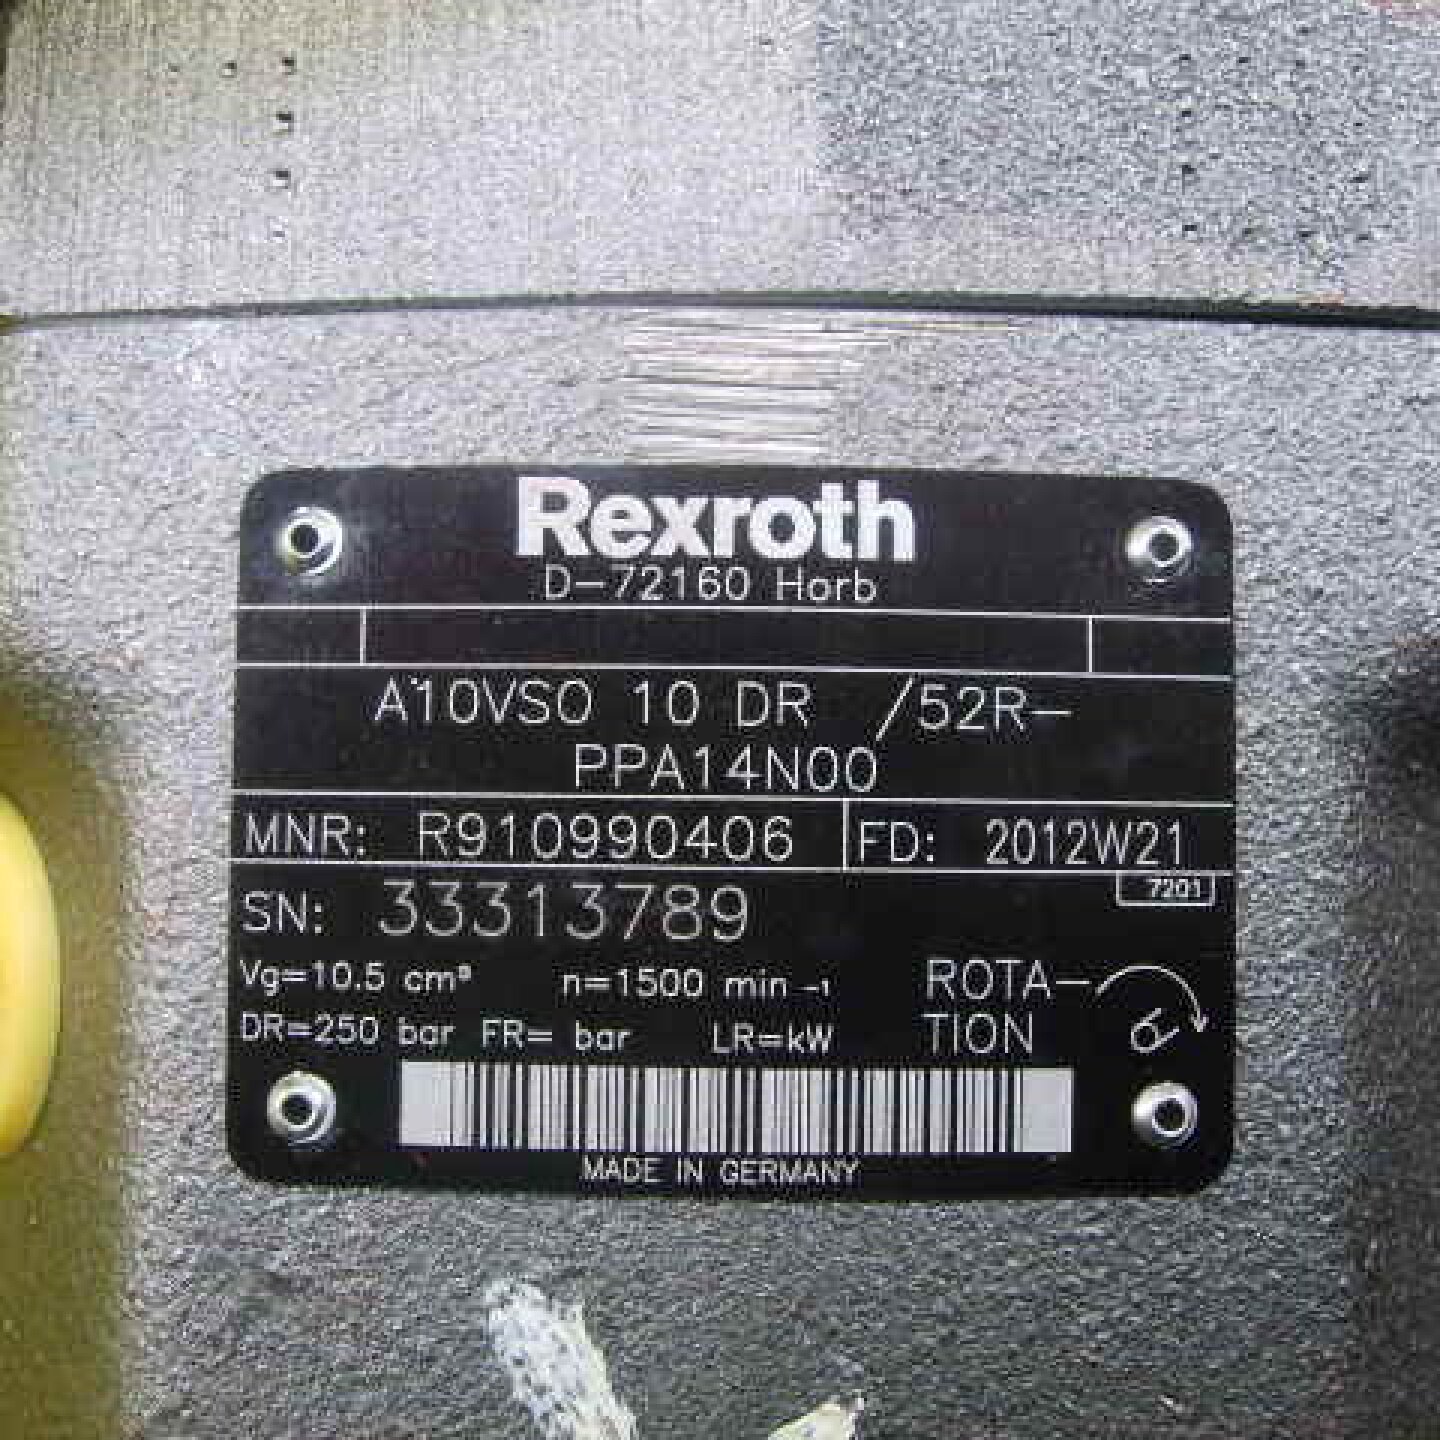 Rexroth
D-72160 Horb
A10VSO 10 DR /52R-
PPA14N00
MNR: R910990406 FD: 2012W21
7201
SN: 33313789
Vg=10.5 cm³ n=1500 min -1
DR=250 bar FR= bar LR=kW
ROTA-
TION
MADE IN GERMANY